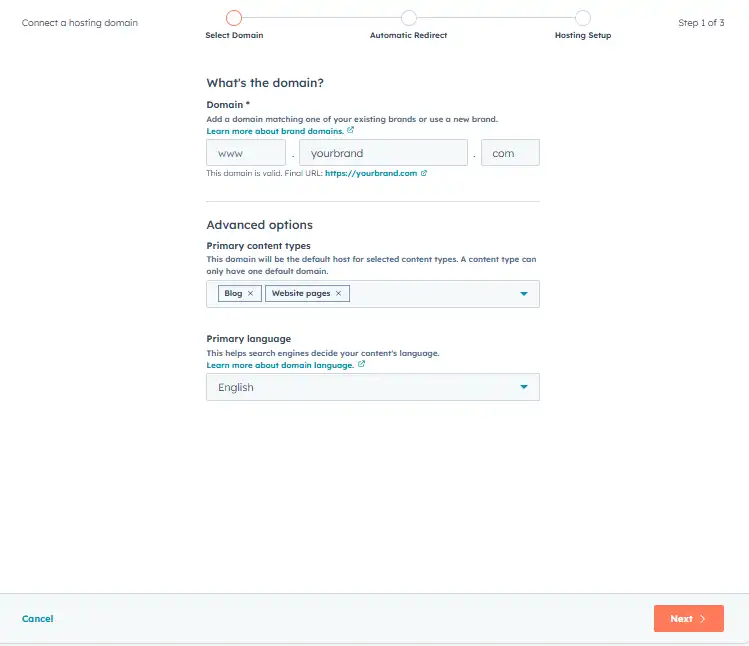 Connect a hosting domain
Select Domain
Automatic Redirect
Hosting Setup
Step 1 of 3
What's the domain?
Domain *
Add a domain matching one of your existing brands or use a new brand.
Learn more about brand domains.
www . yourbrand . com
This domain is valid. Final URL: https://yourbrand.com
Advanced options
Primary content types
This domain will be the default host for selected content types. A content type can
only have one default domain.
Blog × Website pages ×
Primary language
This helps search engines decide your content's language.
Learn more about domain language.
English
Cancel
Next